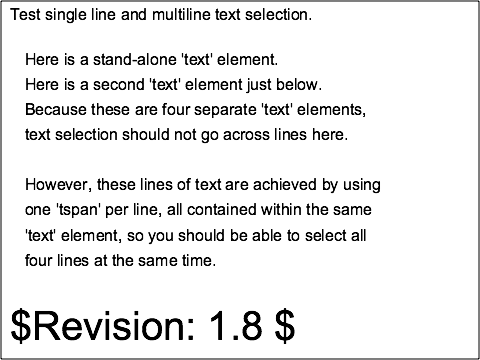 Test single line and multiline text selection.
Here is a stand-alone 'text' element.
Here is a second 'text' element just below.
Because these are four separate 'text' elements,
text selection should not go across lines here.
However, these lines of text are achieved by using
one 'tspan' per line, all contained within the same
'text' element, so you should be able to select all
four lines at the same time.
$Revision: 1.8 $